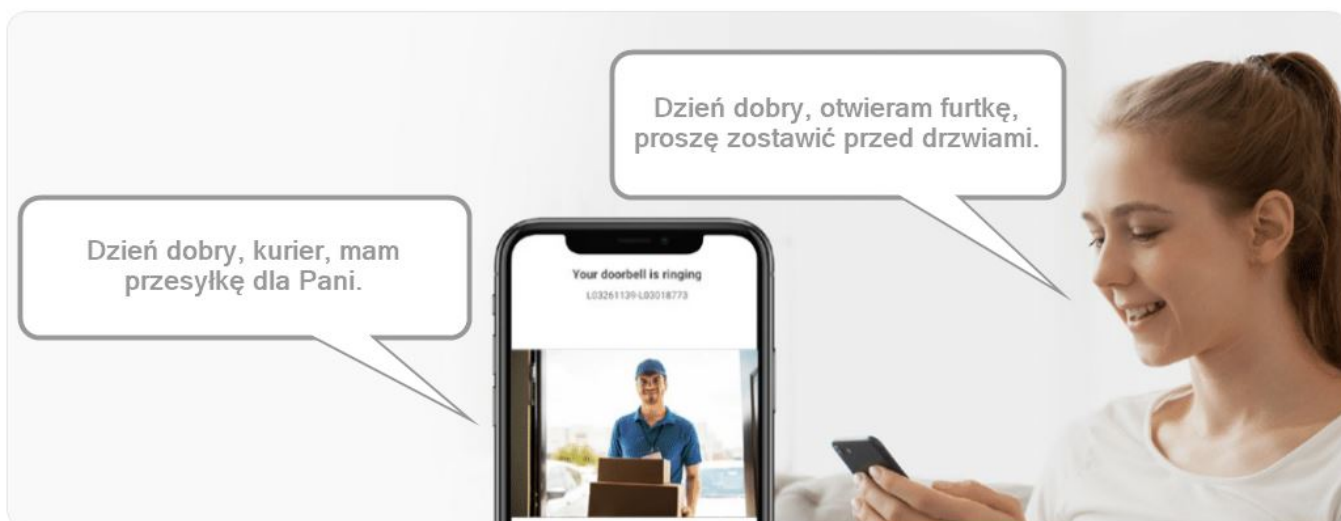 Dzień dobry, otwieram furtkę,
proszę zostawić przed drzwiami.
Dzień dobry, kurier, mam
przesyłkę dla Pani.
Your doorbell is ringing
L03261139-L03018773